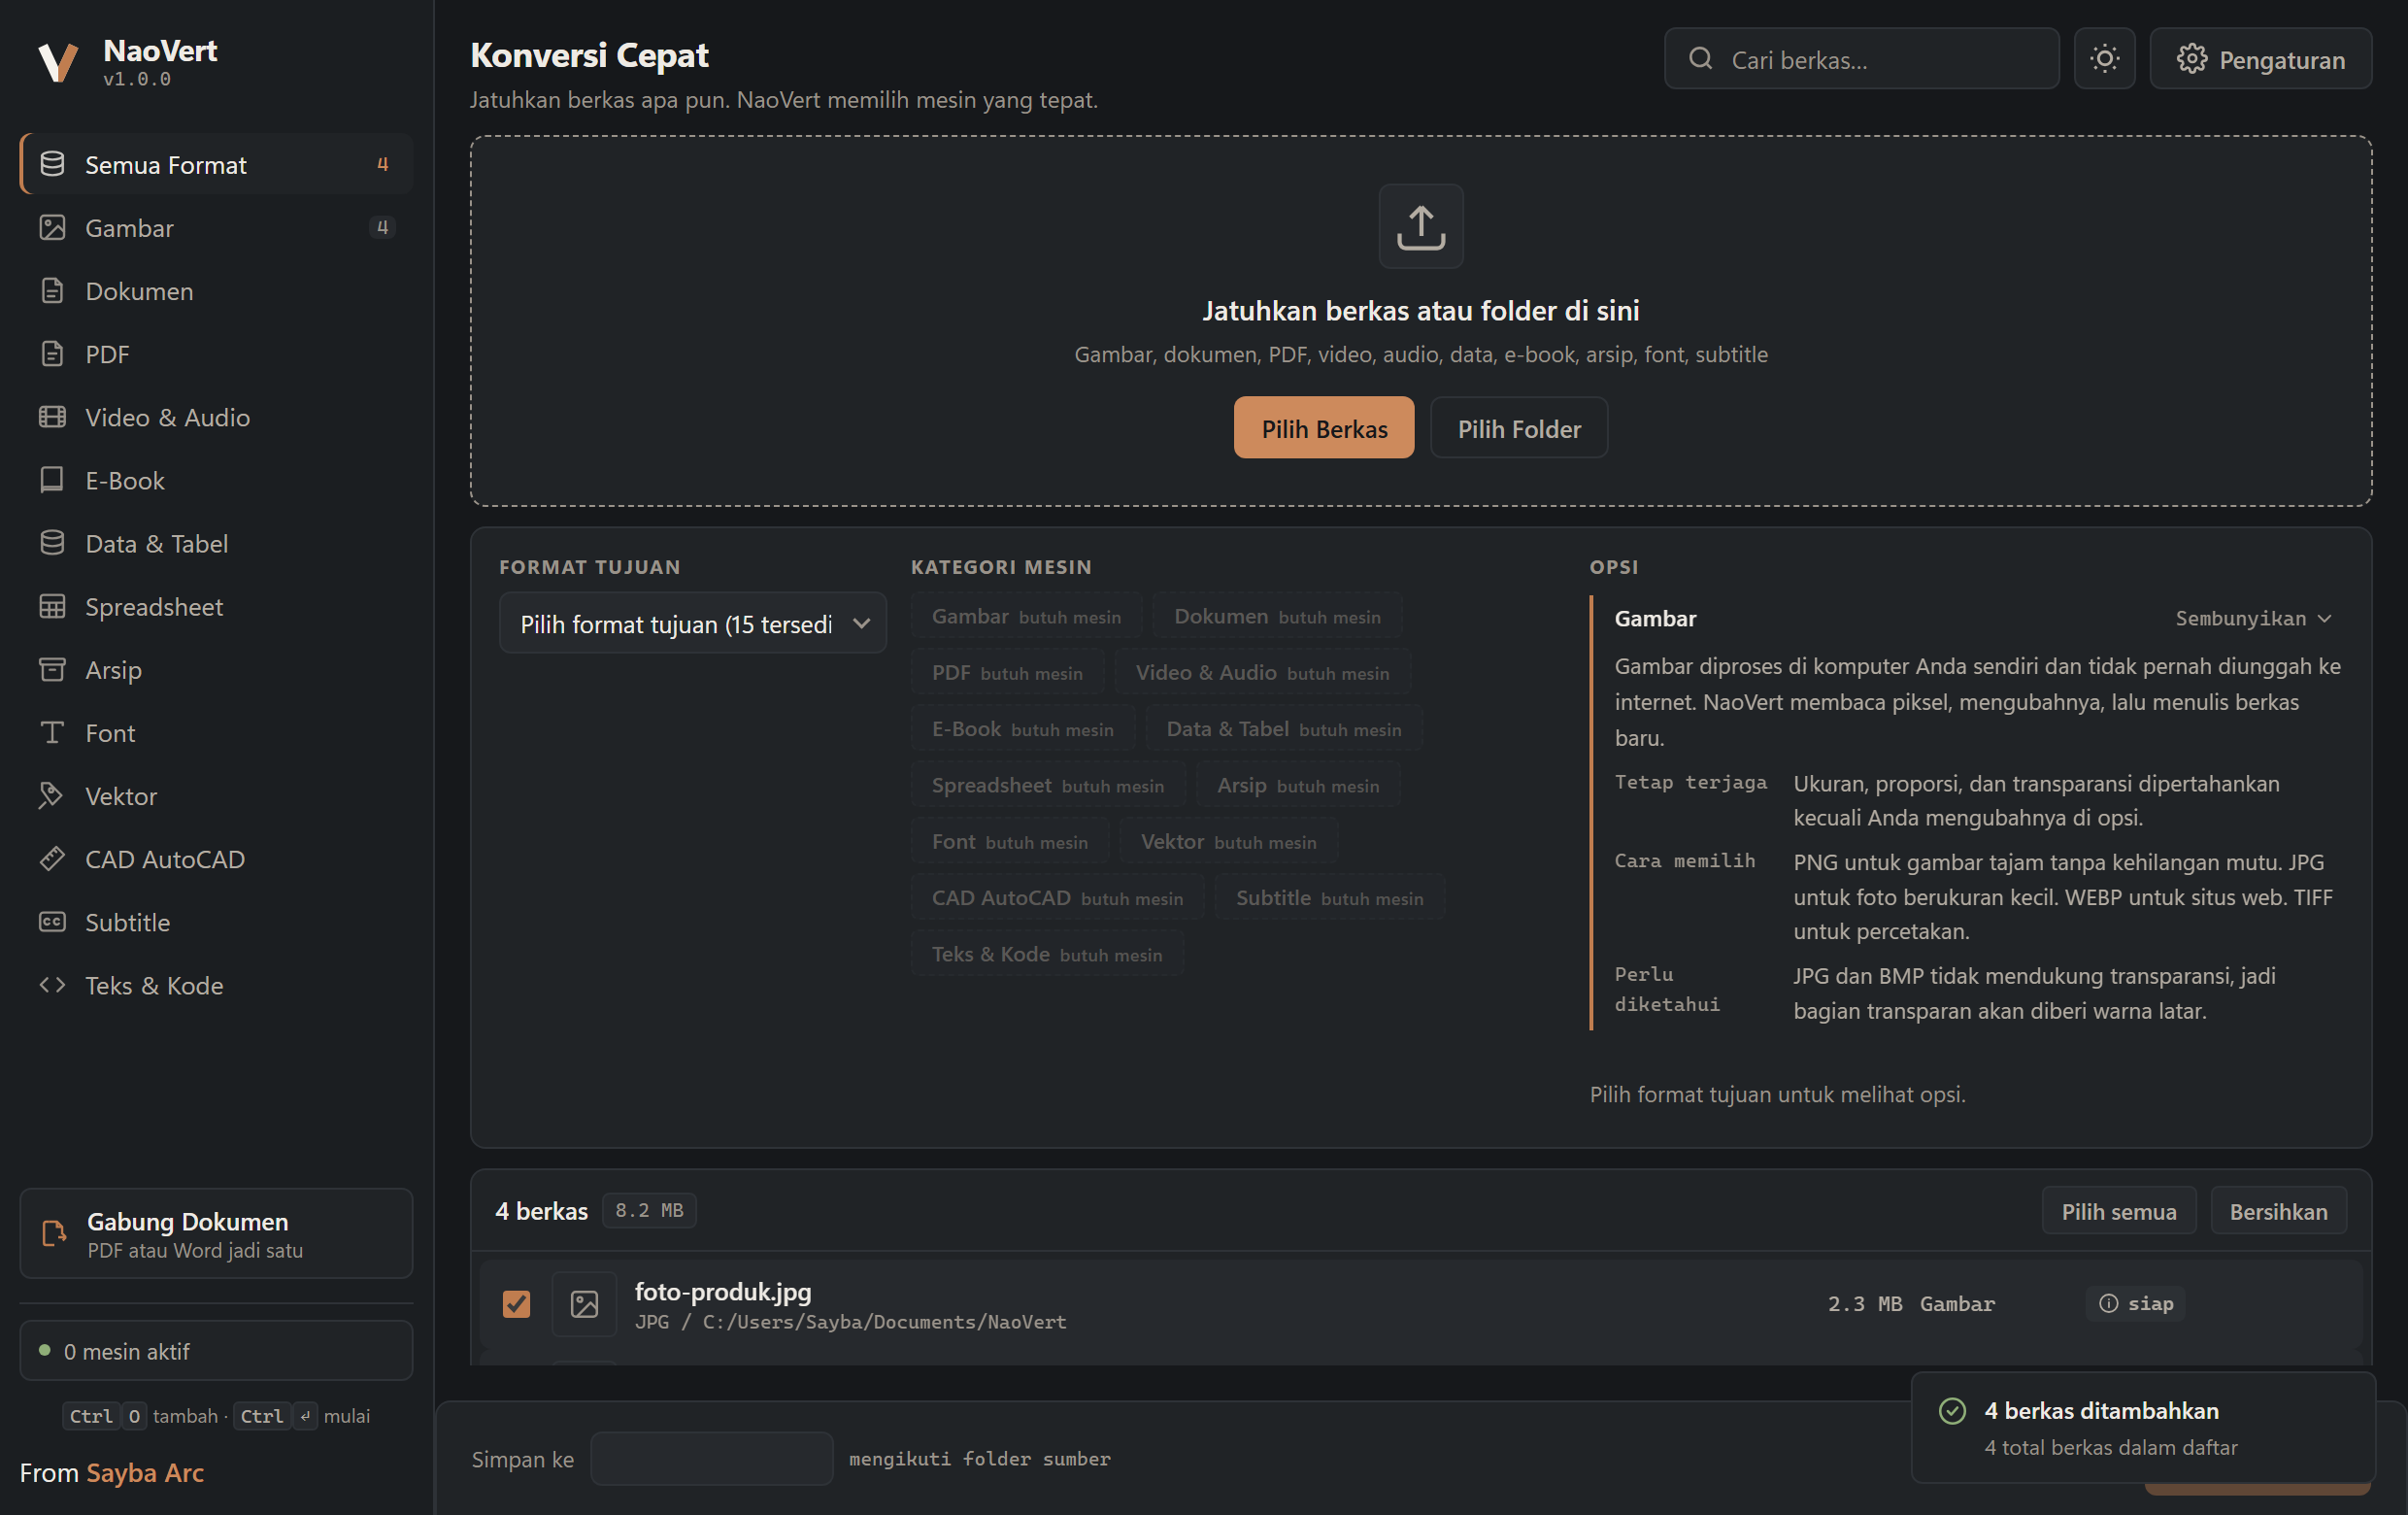 NaoVert
v1.0.0
Semua Format 4
Gambar 4
Dokumen
PDF
Video & Audio
E-Book
Data & Tabel
Spreadsheet
Arsip
Font
Vektor
CAD AutoCAD
Subtitle
Teks & Kode
Gabung Dokumen
PDF atau Word jadi satu
0 mesin aktif
Ctrl O tambah · Ctrl ↵ mulai
From Sayba Arc
Konversi Cepat
Jatuhkan berkas apa pun. NaoVert memilih mesin yang tepat.
Cari berkas...
Pengaturan
Jatuhkan berkas atau folder di sini
Gambar, dokumen, PDF, video, audio, data, e-book, arsip, font, subtitle
Pilih Berkas
Pilih Folder
FORMAT TUJUAN
Pilih format tujuan (15 tersedi
KATEGORI MESIN
Gambar butuh mesin Dokumen butuh mesin
PDF butuh mesin Video & Audio butuh mesin
E-Book butuh mesin Data & Tabel butuh mesin
Spreadsheet butuh mesin Arsip butuh mesin
Font butuh mesin Vektor butuh mesin
CAD AutoCAD butuh mesin Subtitle butuh mesin
Teks & Kode butuh mesin
OPSI
Gambar Sembunyikan
Gambar diproses di komputer Anda sendiri dan tidak pernah diunggah ke
internet. NaoVert membaca piksel, mengubahnya, lalu menulis berkas
baru.
Tetap terjaga Ukuran, proporsi, dan transparansi dipertahankan
kecuali Anda mengubahnya di opsi.
Cara memilih PNG untuk gambar tajam tanpa kehilangan mutu. JPG
untuk foto berukuran kecil. WEBP untuk situs web. TIFF
untuk percetakan.
Perlu JPG dan BMP tidak mendukung transparansi, jadi
diketahui bagian transparan akan diberi warna latar.
Pilih format tujuan untuk melihat opsi.
4 berkas 8.2 MB
Pilih semua Bersihkan
foto-produk.jpg
JPG / C:/Users/Sayba/Documents/NaoVert
2.3 MB Gambar siap
Simpan ke mengikuti folder sumber
4 berkas ditambahkan
4 total berkas dalam daftar